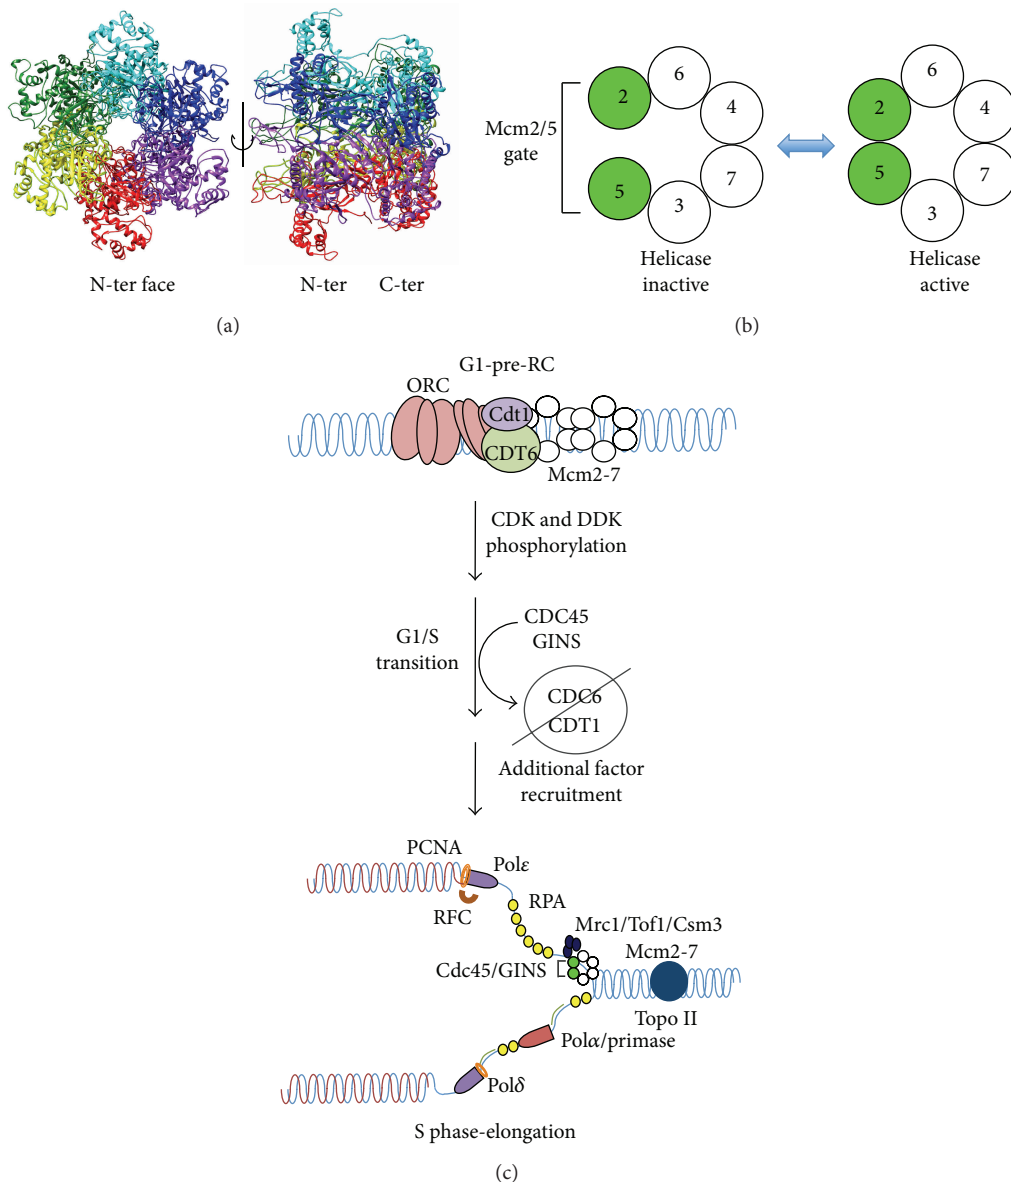 N-ter face
N-ter
C-ter
(a)
Mcm2/5
gate
2
6
4
7
3
5
Helicase
inactive
2
6
4
7
3
5
Helicase
active
(b)
G1-pre-RC
ORC
Cdt1
CDT6
Mcm2-7
CDK and DDK
phosphorylation
G1/S
transition
CDC45
GINS
CDC6
CDT1
Additional factor
recruitment
PCNA
Polε
RFC
RPA
Mrc1/Tof1/Csm3
Mcm2-7
Cdc45/GINS
Topo II
Polα/primase
Polδ
S phase-elongation
(c)